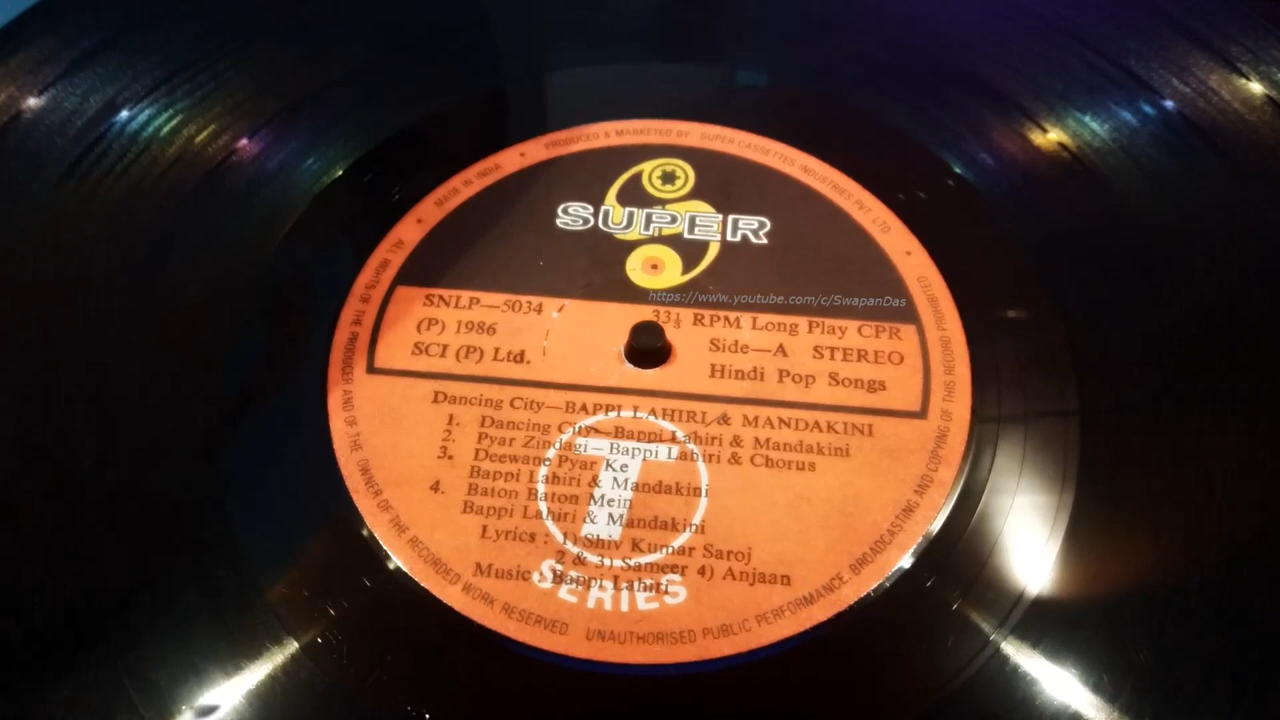 MADE IN INDIA • PRODUCED & MARKETED BY SUPER CASSETTES INDUSTRIES PVT. LTD. •
SUPER
https://www.youtube.com/c/SwapanDas
SNLP—5034
33⅓ RPM Long Play CPR
(P) 1986
Side—A STEREO
SCI (P) Ltd.
Hindi Pop Songs
Dancing City—BAPPI LAHIRI & MANDAKINI
1. Dancing City—Bappi Lahiri & Mandakini
2. Pyar Zindagi—Bappi Lahiri & Chorus
3. Deewane Pyar Ke
Bappi Lahiri & Mandakini
4. Baton Baton Mein
Bappi Lahiri & Mandakini
Lyrics : 1) Shiv Kumar Saroj
2 & 3) Sameer 4) Anjaan
Music : Bappi Lahiri
T
SERIES
ALL RIGHTS OF THE PRODUCER AND OF THE OWNER OF THE RECORDED WORK RESERVED. UNAUTHORISED PUBLIC PERFORMANCE, BROADCASTING AND COPYING OF THIS RECORD PROHIBITED